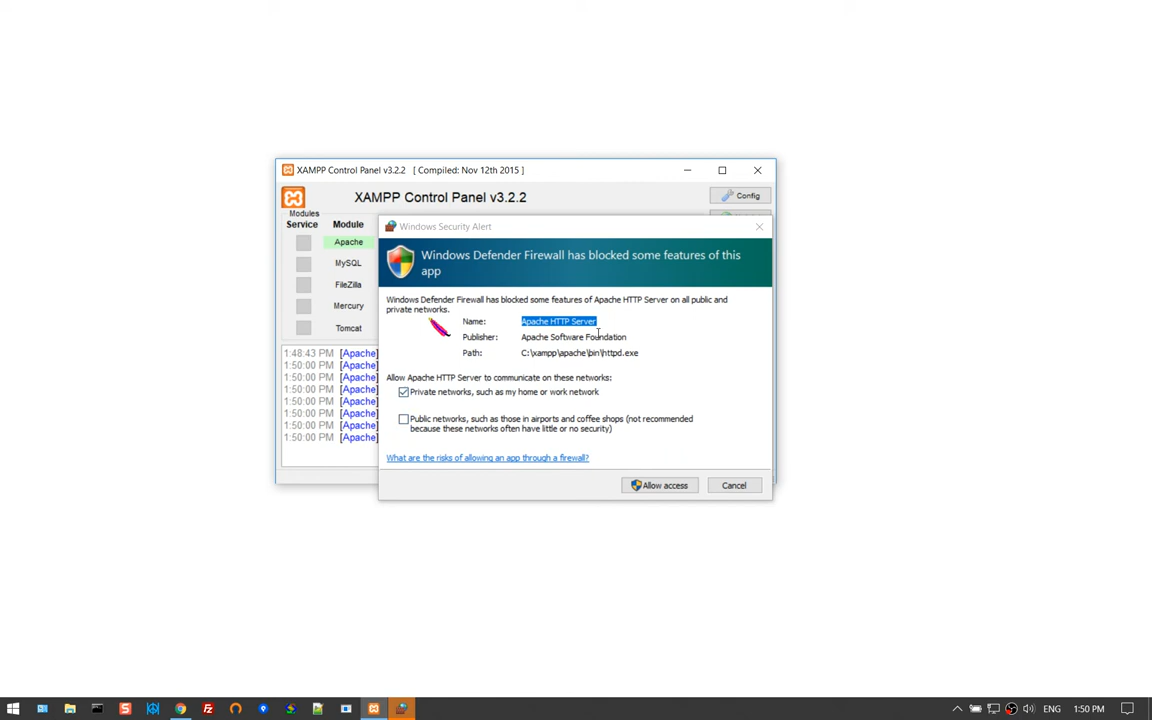 XAMPP Control Panel v3.2.2 [ Compiled: Nov 12th 2015 ]
XAMPP Control Panel v3.2.2
Config
Modules
Service
Module
Apache
MySQL
FileZilla
Mercury
Tomcat
1:48:43 PM [Apache]
1:50:00 PM [Apache]
1:50:00 PM [Apache]
1:50:00 PM [Apache]
1:50:00 PM [Apache]
1:50:00 PM [Apache]
1:50:00 PM [Apache]
1:50:00 PM [Apache]
Windows Security Alert
Windows Defender Firewall has blocked some features of this
app
Windows Defender Firewall has blocked some features of Apache HTTP Server on all public and
private networks.
Name: Apache HTTP Server
Publisher: Apache Software Foundation
Path: C:\xampp\apache\bin\httpd.exe
Allow Apache HTTP Server to communicate on these networks:
Private networks, such as my home or work network
Public networks, such as those in airports and coffee shops (not recommended
because these networks often have little or no security)
What are the risks of allowing an app through a firewall?
Allow access
Cancel
ENG
1:50 PM